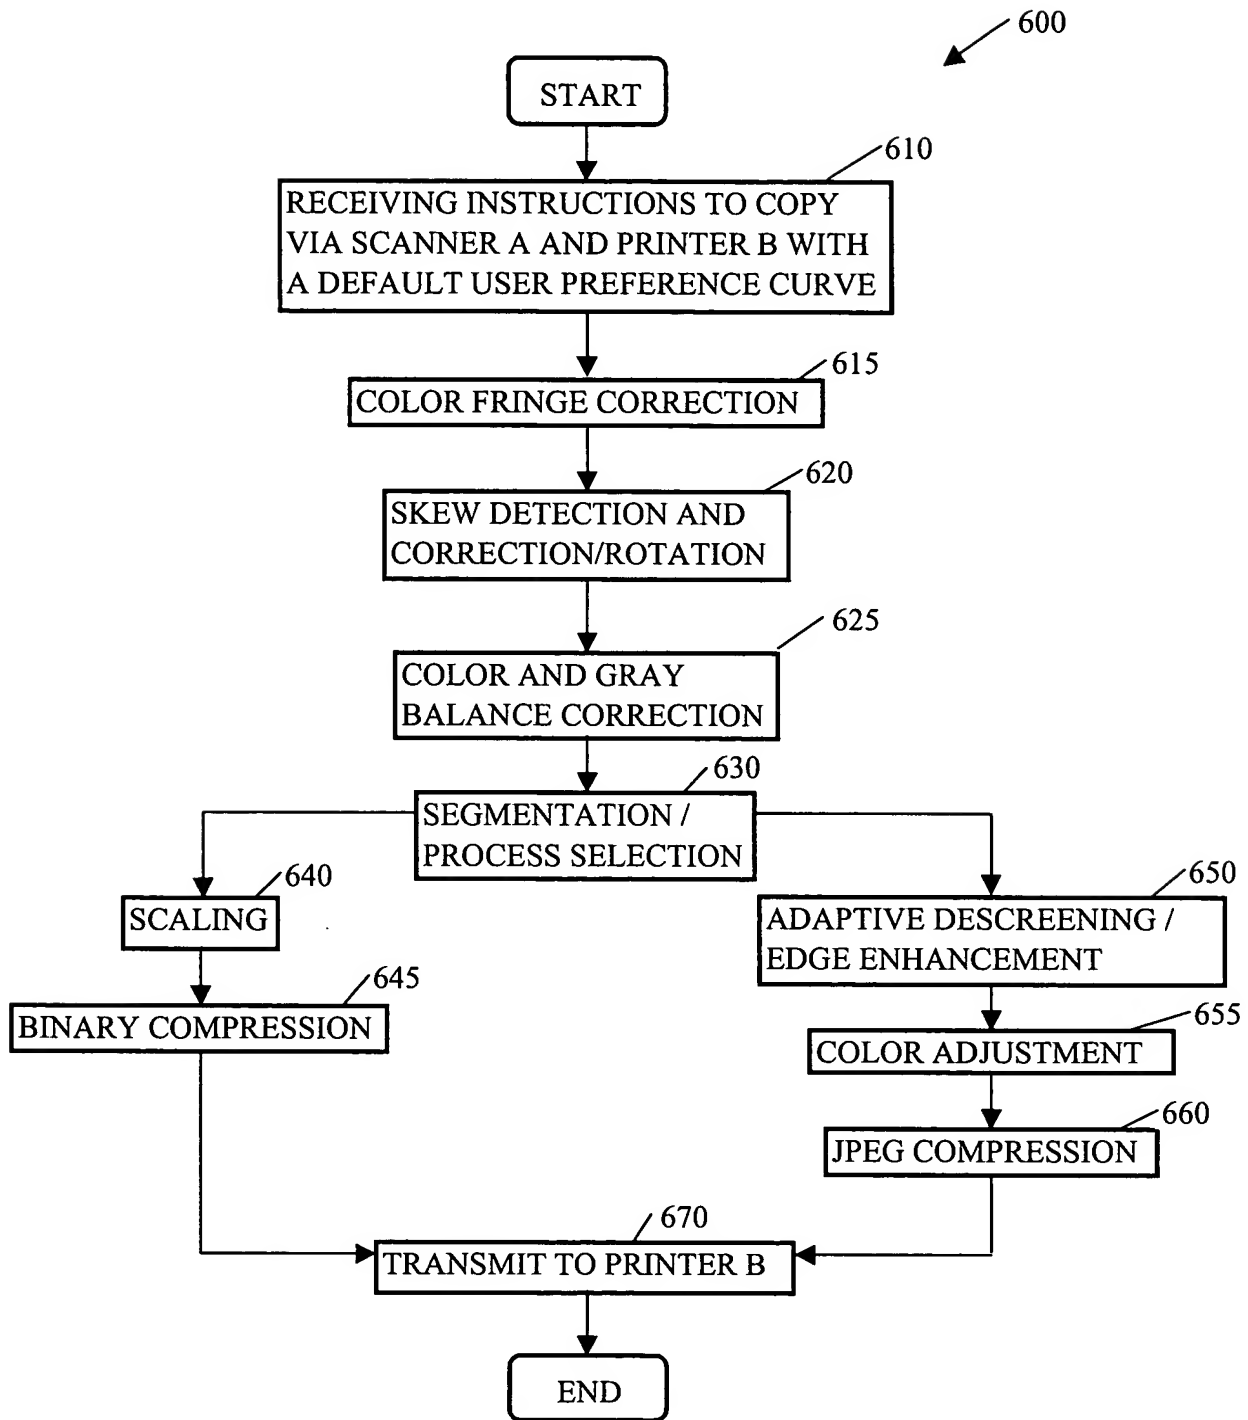 600
START
610
RECEIVING INSTRUCTIONS TO COPY
VIA SCANNER A AND PRINTER B WITH
A DEFAULT USER PREFERENCE CURVE
615
COLOR FRINGE CORRECTION
620
SKEW DETECTION AND
CORRECTION/ROTATION
625
COLOR AND GRAY
BALANCE CORRECTION
630
SEGMENTATION /
PROCESS SELECTION
640
SCALING
645
BINARY COMPRESSION
650
ADAPTIVE DESCREENING /
EDGE ENHANCEMENT
655
COLOR ADJUSTMENT
660
JPEG COMPRESSION
670
TRANSMIT TO PRINTER B
END